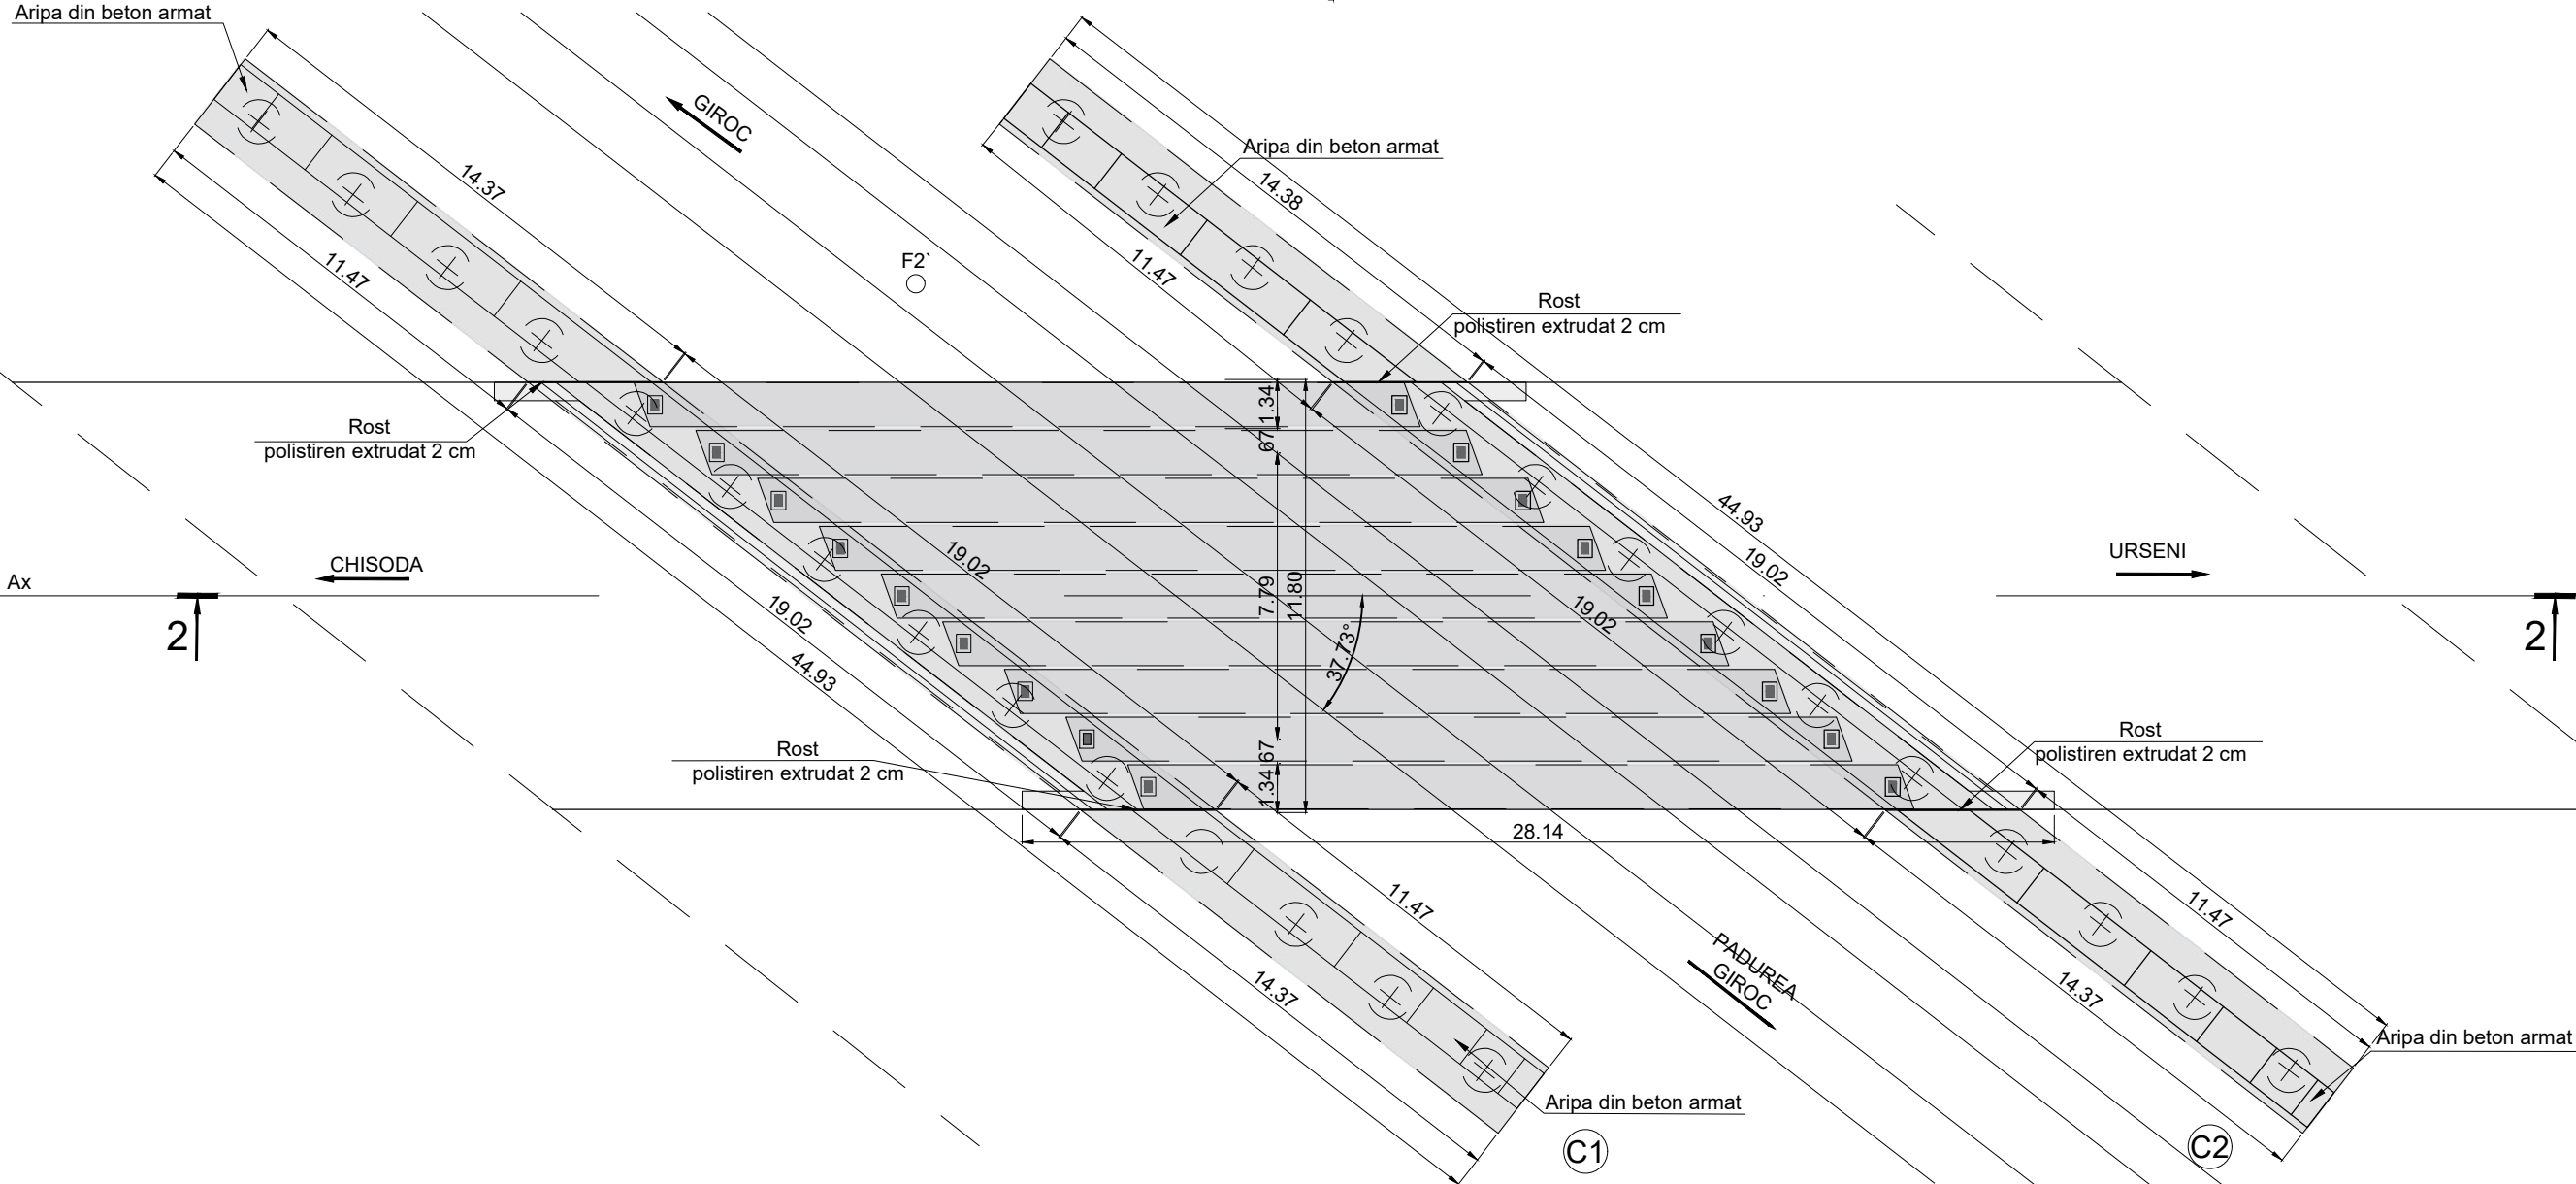 Aripa din beton armat
14.37
11.47
GIROC
F2`
14.38
11.47
Aripa din beton armat
Rost
polistiren extrudat 2 cm
Rost
polistiren extrudat 2 cm
1.34
67
7.79
11.80
67
1.34
37.73°
19.02
19.02
19.02
19.02
44.93
44.93
CHISODA
URSENI
Ax
2
2
Rost
polistiren extrudat 2 cm
Rost
polistiren extrudat 2 cm
28.14
11.47
14.37
PADUREA
GIROC
11.47
14.37
Aripa din beton armat
Aripa din beton armat
C1
C2